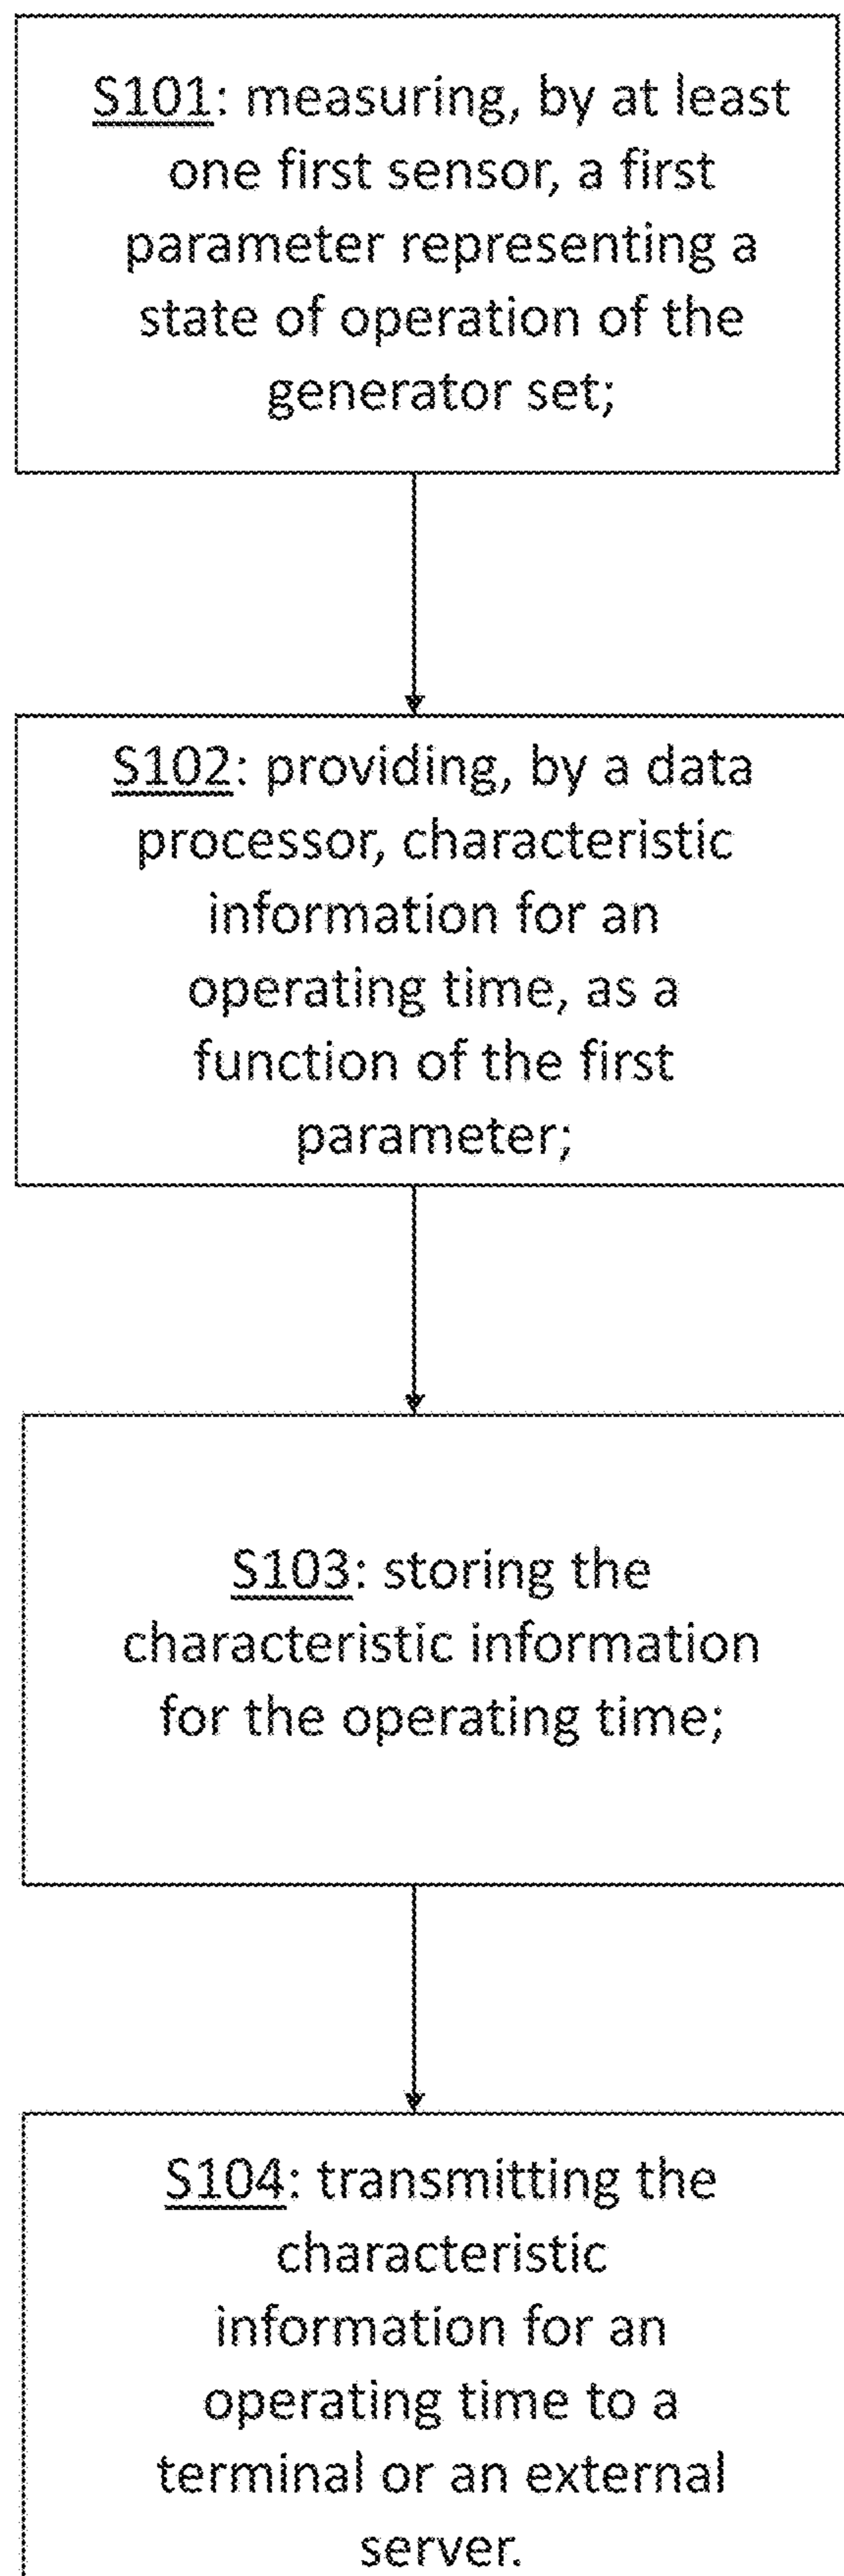 S101: measuring, by at least
one first sensor, a first
parameter representing a
state of operation of the
generator set;
S102: providing, by a data
processor, characteristic
information for an
operating time, as a
function of the first
parameter;
S103: storing the
characteristic information
for the operating time;
S104: transmitting the
characteristic
information for an
operating time to a
terminal or an external
server.